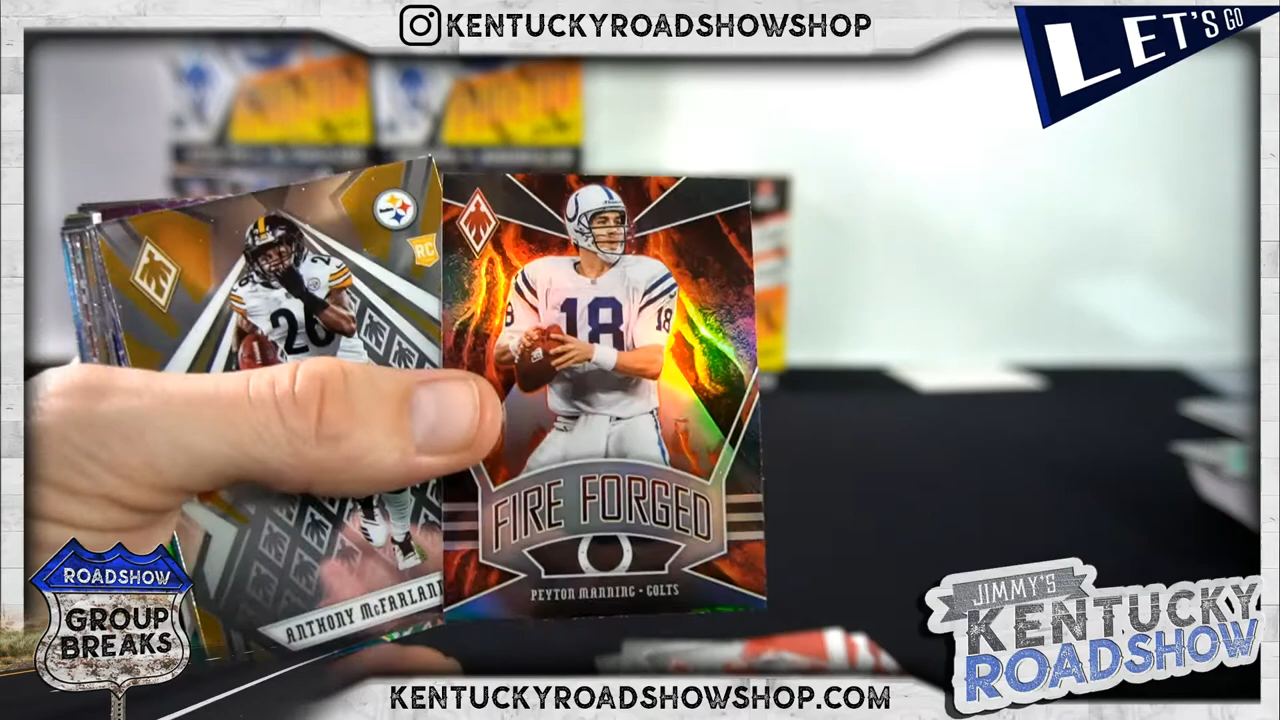 KENTUCKYROADSHOWSHOP
LET'S GO
RC
26
18
18
FIRE FORGED
PEYTON MANNING • COLTS
ANTHONY McFARLAND
ROADSHOW
GROUP
BREAKS
JIMMY'S
KENTUCKY
ROADSHOW
KENTUCKYROADSHOWSHOP.COM